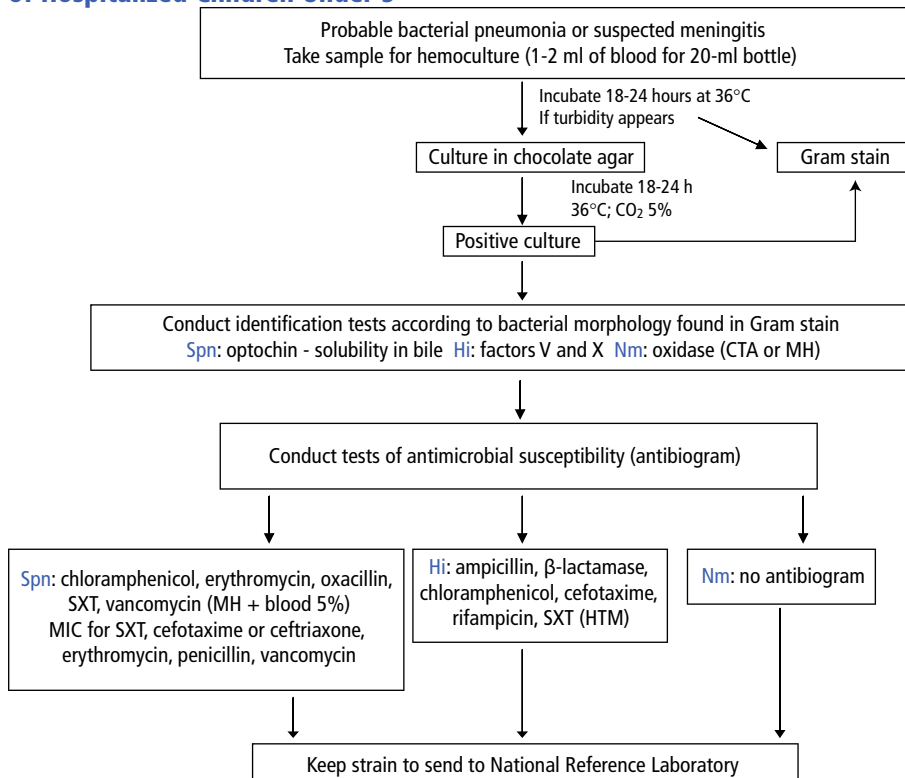 of Hospitalized Children Under 5
Probable bacterial pneumonia or suspected meningitis
Take sample for hemoculture (1-2 ml of blood for 20-ml bottle)
Incubate 18-24 hours at 36°C
If turbidity appears
Culture in chocolate agar
Gram stain
Incubate 18-24 h
36°C; CO₂ 5%
Positive culture
Conduct identification tests according to bacterial morphology found in Gram stain
Spn: optochin - solubility in bile Hi: factors V and X Nm: oxidase (CTA or MH)
Conduct tests of antimicrobial susceptibility (antibiogram)
Spn: chloramphenicol, erythromycin, oxacillin,
SXT, vancomycin (MH + blood 5%)
MIC for SXT, cefotaxime or ceftriaxone,
erythromycin, penicillin, vancomycin
Hi: ampicillin, β-lactamase,
chloramphenicol, cefotaxime,
rifampicin, SXT (HTM)
Nm: no antibiogram
Keep strain to send to National Reference Laboratory